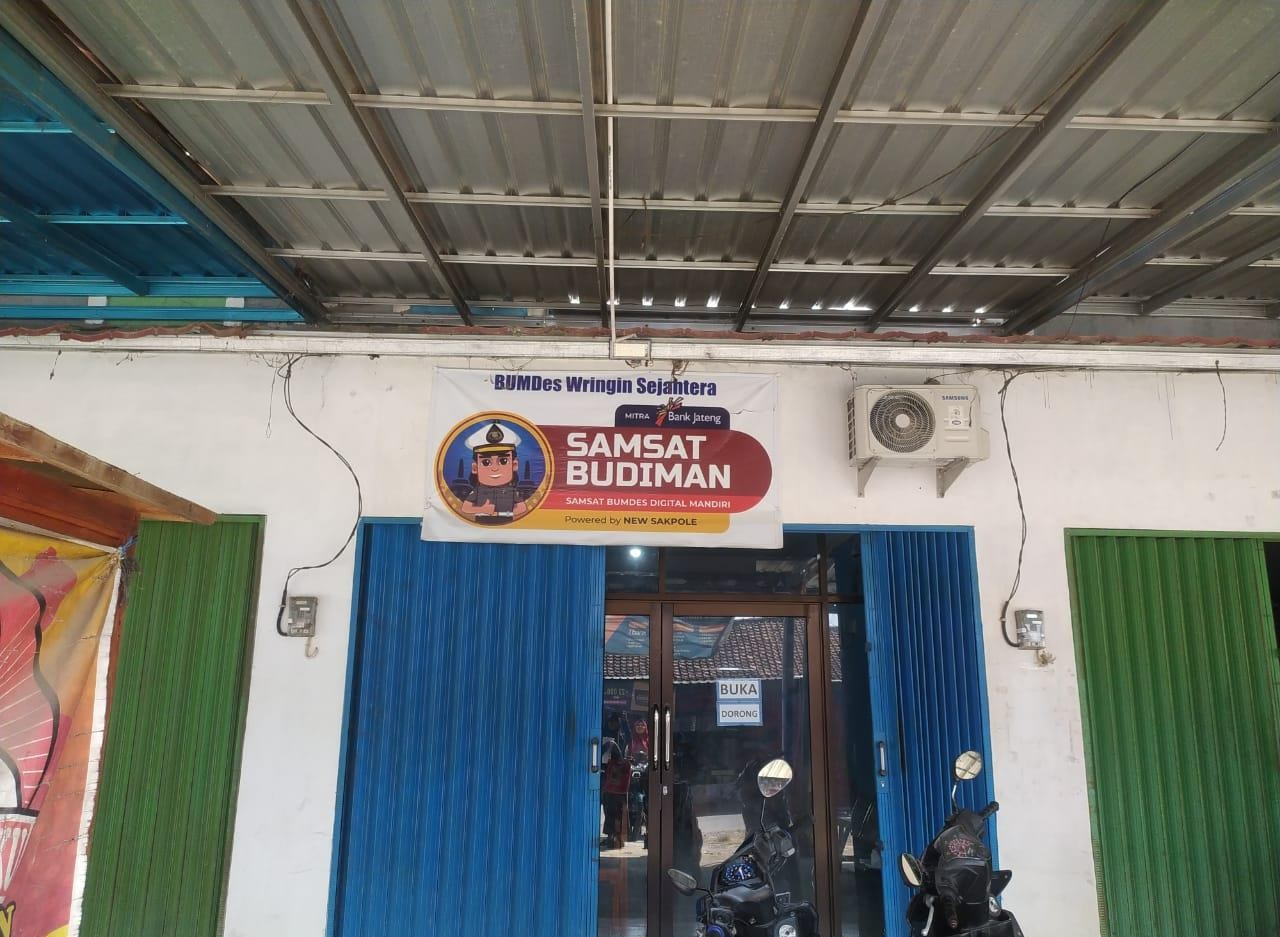 BUMDes Wringin Sejantera
MITRA Bank Jateng
SAMSAT
BUDIMAN
SAMSAT BUMDES DIGITAL MANDIRI
Powered by NEW SAKPOLE
SAMSUNG
BUKA
DORONG